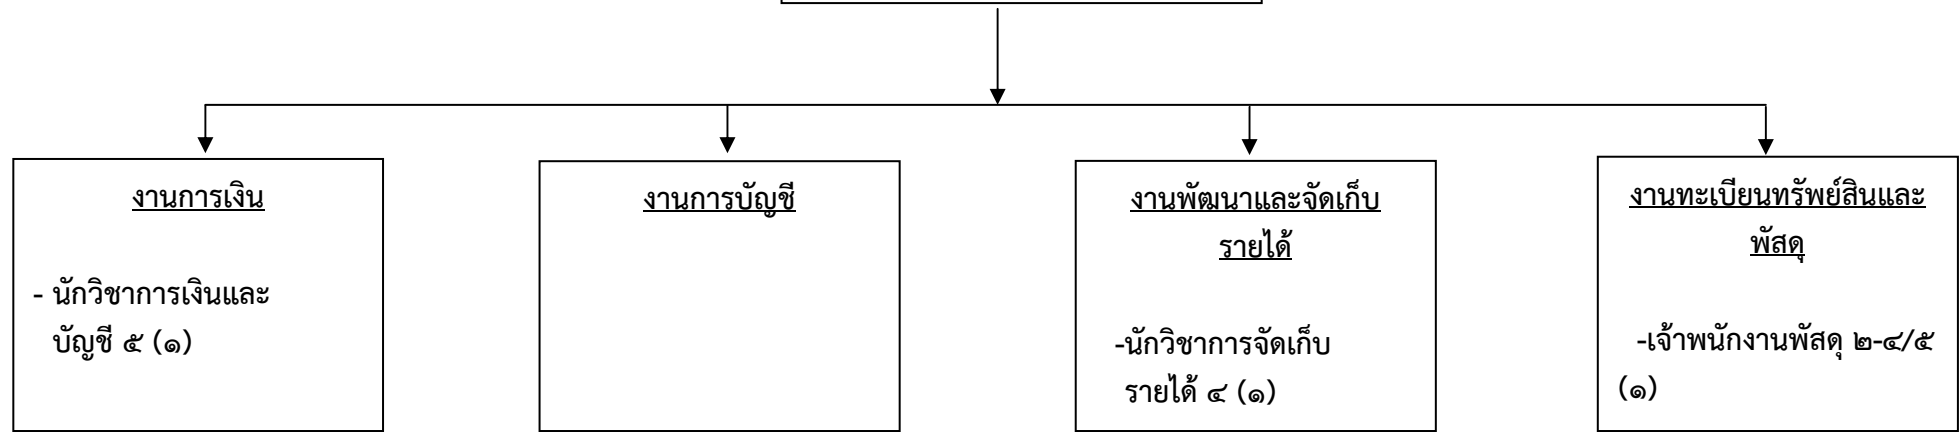 งานการเงิน
- นักวิชาการเงินและ
บัญชี ๕ (๑)
งานการบัญชี
งานพัฒนาและจัดเก็บ
รายได้
-นักวิชาการจัดเก็บ
รายได้ ๔ (๑)
งานทะเบียนทรัพย์สินและ
พัสดุ
-เจ้าพนักงานพัสดุ ๒-๔/๕
(๑)